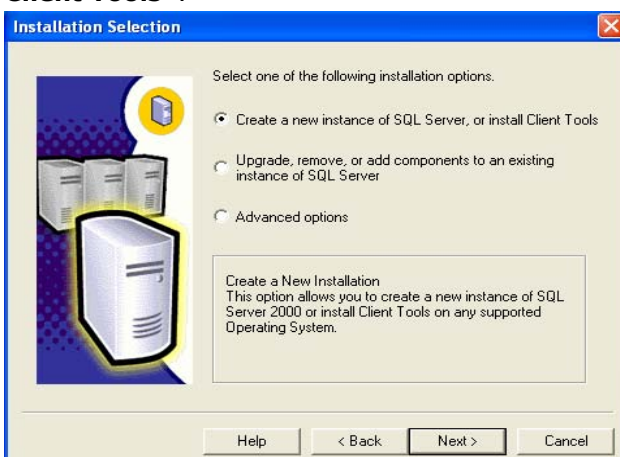 Installation Selection
Select one of the following installation options.
Create a new instance of SQL Server, or install Client Tools
Upgrade, remove, or add components to an existing
instance of SQL Server
Advanced options
Create a New Installation
This option allows you to create a new instance of SQL
Server 2000 or install Client Tools on any supported
Operating System.
Help
< Back
Next >
Cancel